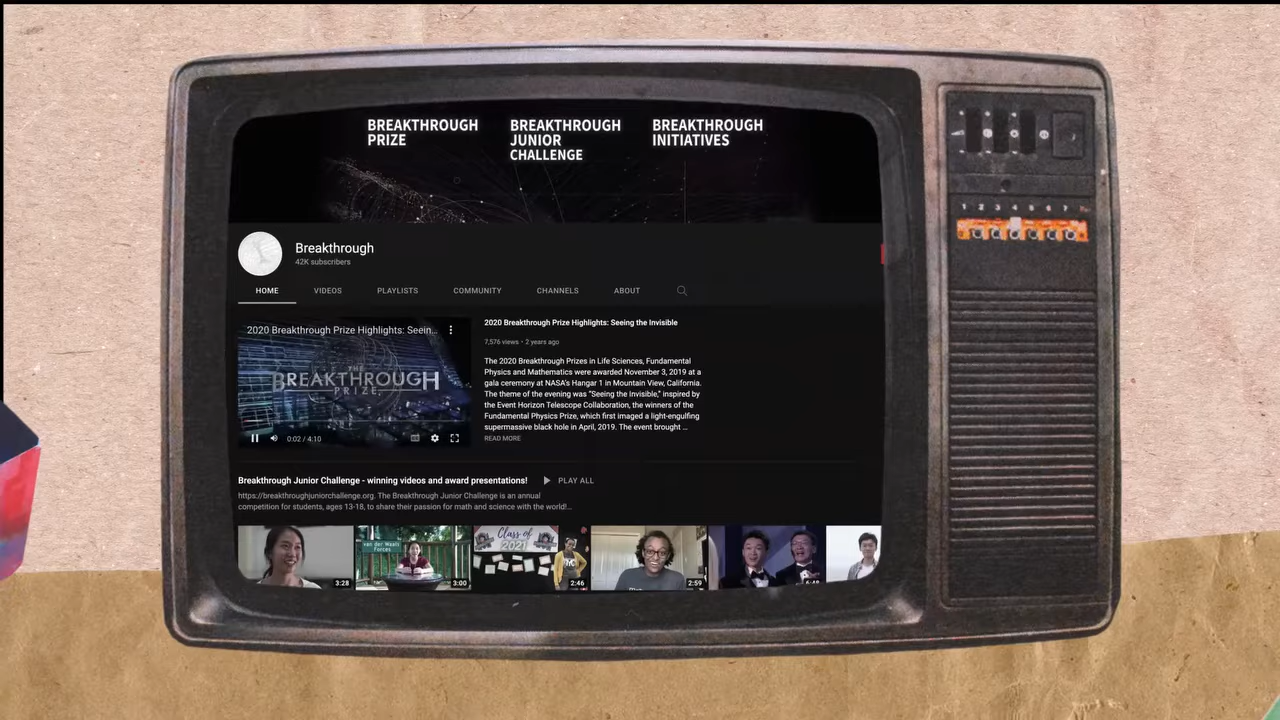 BREAKTHROUGH
PRIZE
BREAKTHROUGH
JUNIOR
CHALLENGE
BREAKTHROUGH
INITIATIVES
Breakthrough
42K subscribers
HOME VIDEOS PLAYLISTS COMMUNITY CHANNELS ABOUT
2020 Breakthrough Prize Highlights: Seein...
THE
BREAKTHROUGH
PRIZE
0:02 / 4:10
2020 Breakthrough Prize Highlights: Seeing the Invisible
7,576 views • 2 years ago
The 2020 Breakthrough Prizes in Life Sciences, Fundamental
Physics and Mathematics were awarded November 3, 2019 at a
gala ceremony at NASA's Hangar 1 in Mountain View, California.
The theme of the evening was "Seeing the Invisible," inspired by
the Event Horizon Telescope Collaboration, the winners of the
Fundamental Physics Prize, which first imaged a light-engulfing
supermassive black hole in April, 2019. The event brought ...
READ MORE
Breakthrough Junior Challenge - winning videos and award presentations!
PLAY ALL
https://breakthroughjuniorchallenge.org. The Breakthrough Junior Challenge is an annual
competition for students, ages 13-18, to share their passion for math and science with the world!...
3:28
van der Waals
Forces
3:00
Class of
2021
2:46
2:59
1 2 3 4 5 6 7